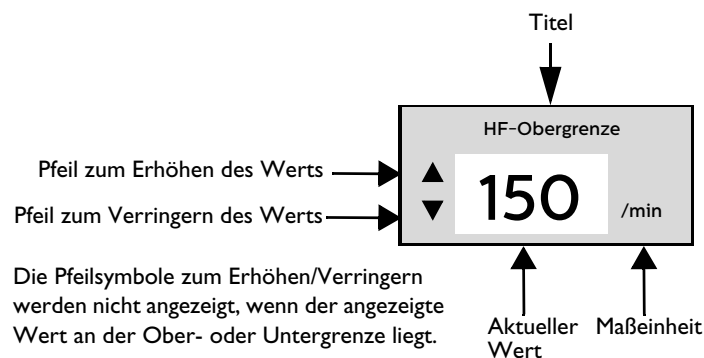 Titel
HF-Obergrenze
Pfeil zum Erhöhen des Werts
Pfeil zum Verringern des Werts
150
/min
Die Pfeilsymbole zum Erhöhen/Verringern
werden nicht angezeigt, wenn der angezeigte
Wert an der Ober- oder Untergrenze liegt.
Aktueller
Wert
Maßeinheit